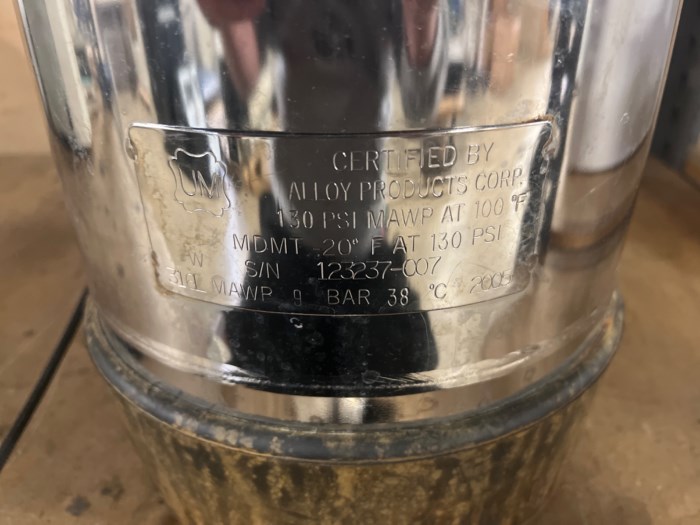 UM
CERTIFIED BY
ALLOY PRODUCTS CORP.
130 PSI MAWP AT 100 °F
MDMT -20° F AT 130 PSI
W
S/N 123237-007
MAWP 9 BAR 38 °C